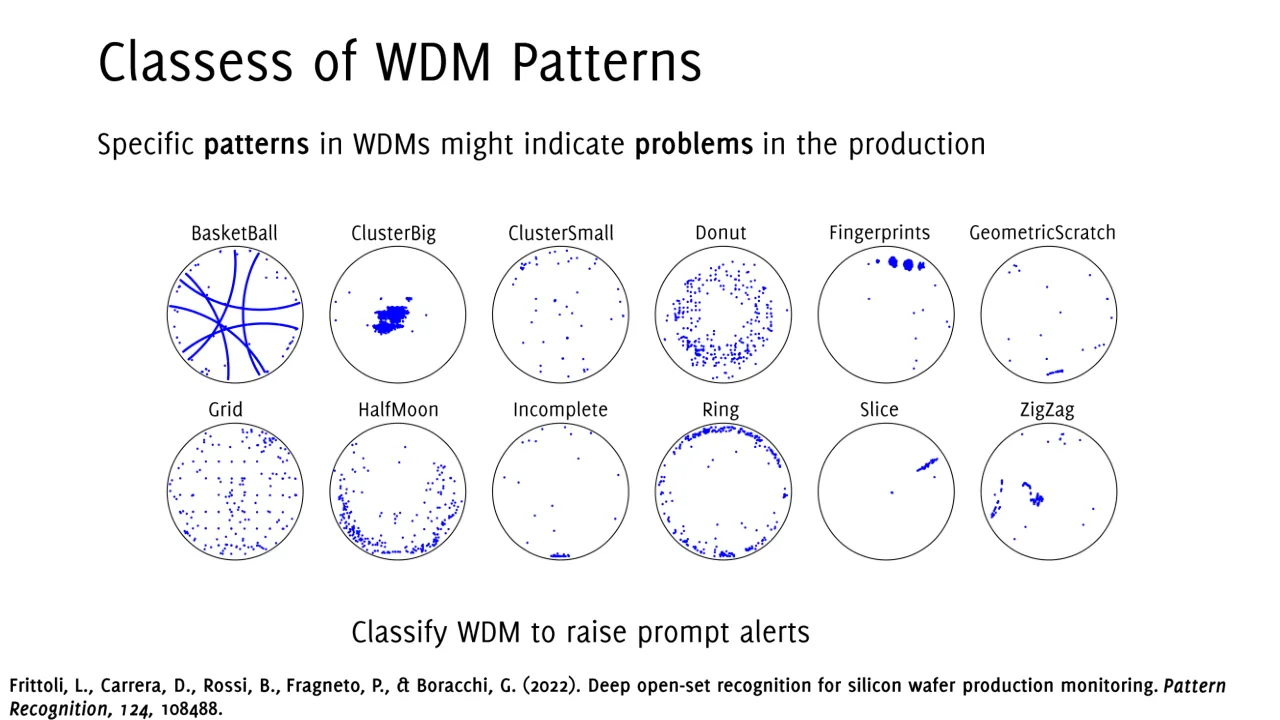 Classess of WDM Patterns
Specific patterns in WDMs might indicate problems in the production
BasketBall ClusterBig ClusterSmall Donut Fingerprints GeometricScratch
Grid HalfMoon Incomplete Ring Slice ZigZag
Classify WDM to raise prompt alerts
Frittoli, L., Carrera, D., Rossi, B., Fragneto, P., & Boracchi, G. (2022). Deep open-set recognition for silicon wafer production monitoring. Pattern
Recognition, 124, 108488.